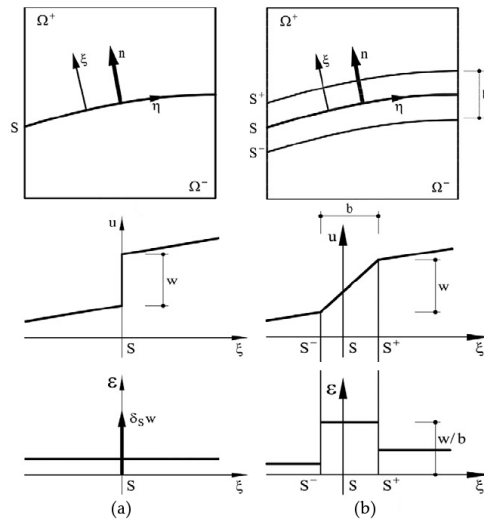 Ω⁺ Ω⁺
ξ n ξ n
S⁺
S η S η
S⁻
Ω⁻ Ω⁻
b
u u
w w
S ξ S⁻ S S⁺ ξ
ε ε
δ_S w
w/b
S ξ S⁻ S S⁺ ξ
(a) (b)